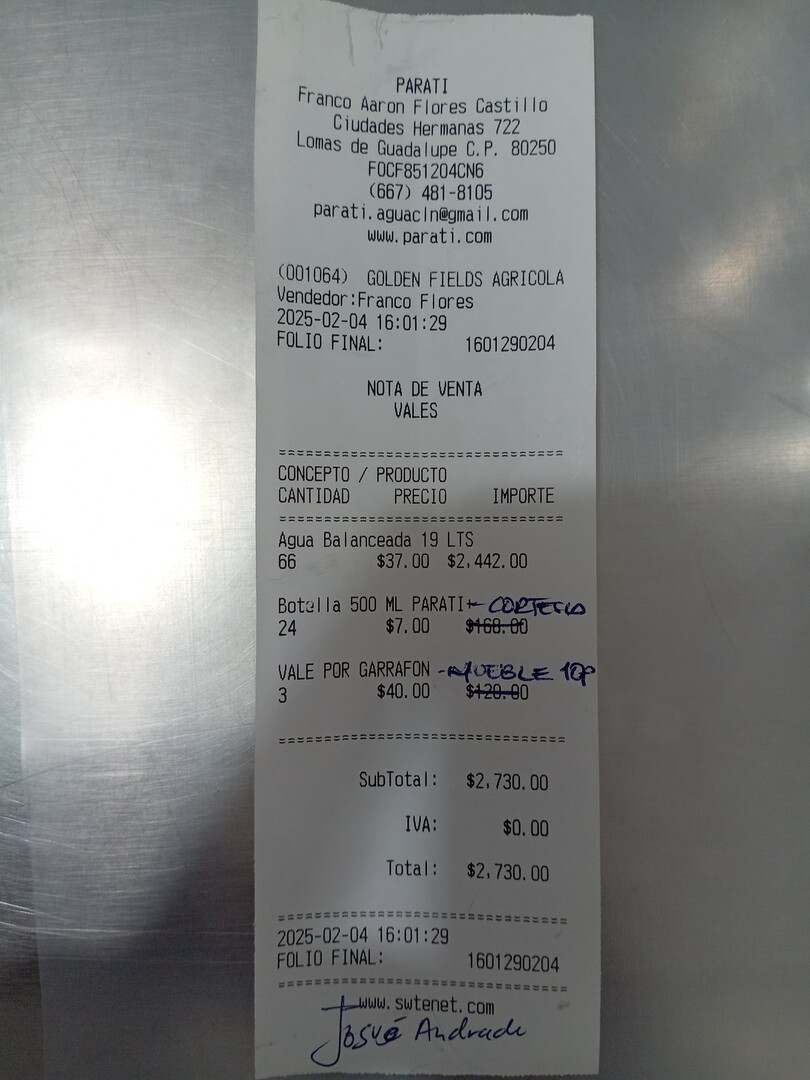 PARATI
Franco Aaron Flores Castillo
Ciudades Hermanas 722
Lomas de Guadalupe C.P. 80250
FOCF851204CN6
(667) 481-8105
parati.aguacln@gmail.com
www.parati.com
(001064) GOLDEN FIELDS AGRICOLA
Vendedor:Franco Flores
2025-02-04 16:01:29
FOLIO FINAL: 1601290204
NOTA DE VENTA
VALES
================================
CONCEPTO / PRODUCTO
CANTIDAD PRECIO IMPORTE
================================
Agua Balanceada 19 LTS
66 $37.00 $2,442.00
Botella 500 ML PARATI - CORTECIA
24 $7.00 $168.00
VALE POR GARRAFON - MUEBLE 10P
3 $40.00 $120.00
================================
SubTotal: $2,730.00
IVA: $0.00
Total: $2,730.00
================================
2025-02-04 16:01:29
FOLIO FINAL: 1601290204
================================
www.swtenet.com
Josué Andrade